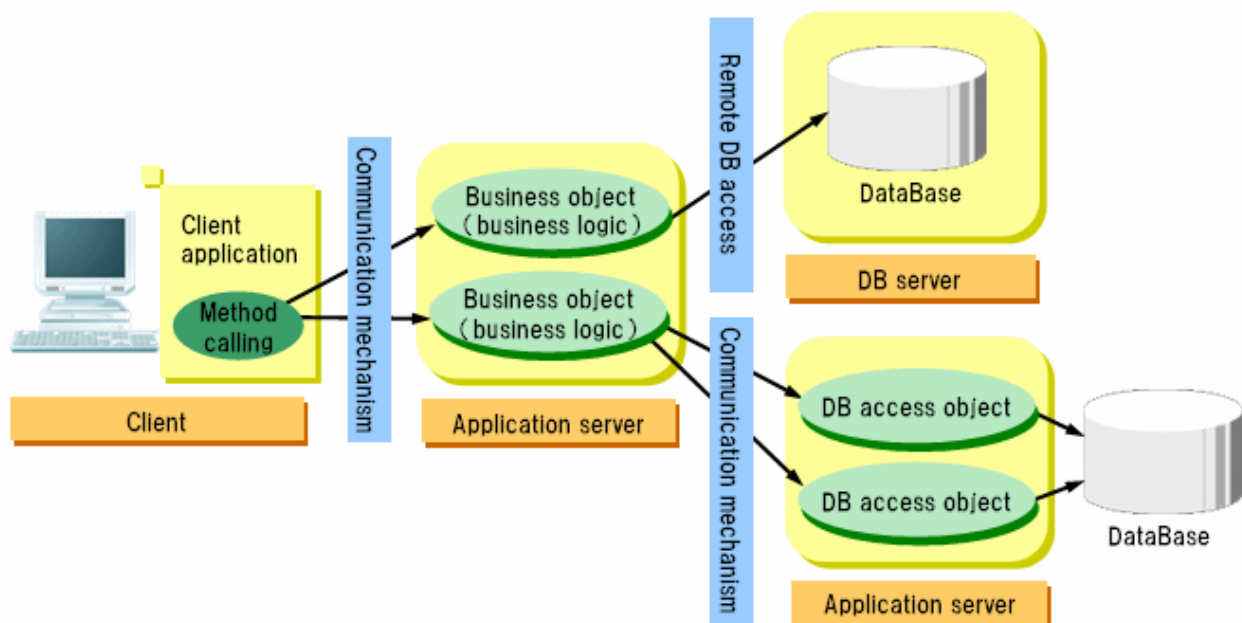 Client
application
Method
calling
Client
Communication mechanism
Business object
(business logic)
Business object
(business logic)
Application server
Remote DB access
DataBase
DB server
Communication mechanism
DB access object
DB access object
Application server
DataBase